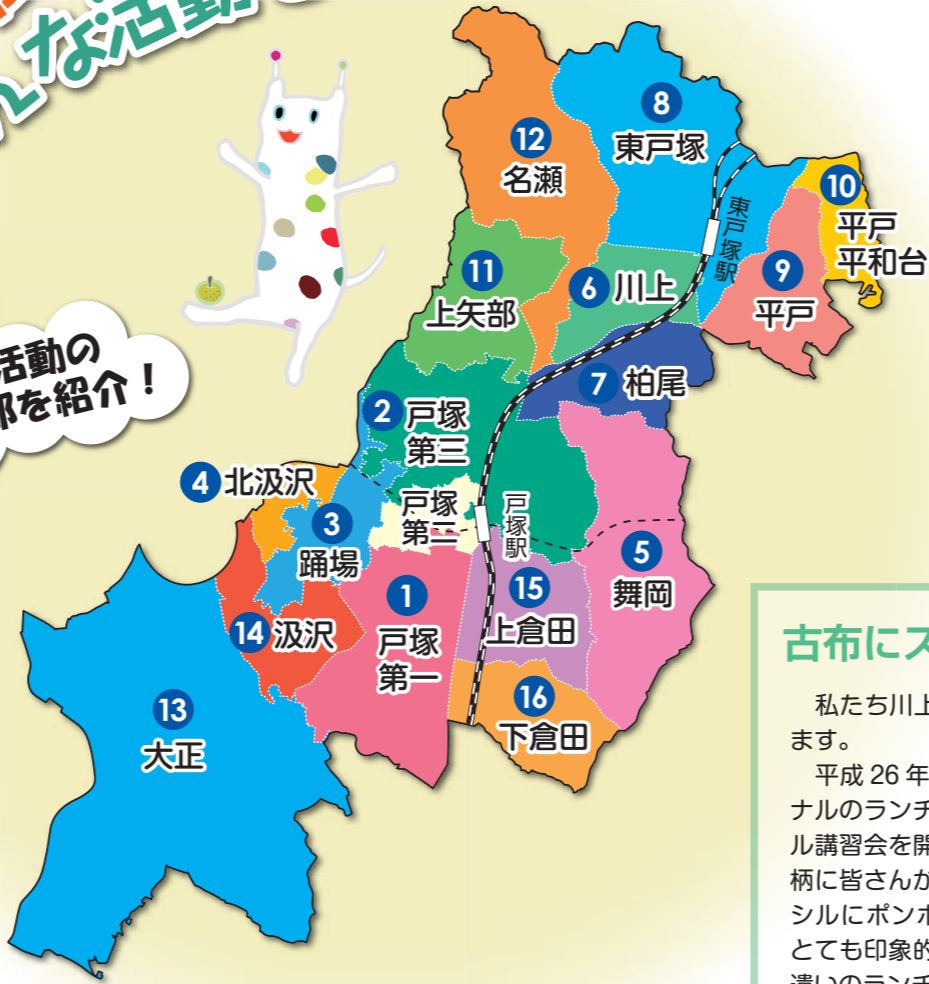 んな活動
活動の
部を紹介！
8
東戸塚
12
名瀬
10
平戸
平和台
東戸塚駅
9
平戸
11
上矢部
6 川上
7 柏尾
2 戸塚
第三
4 北汲沢
戸塚
第二
戸塚駅
3
踊場
5
舞岡
1
戸塚
第一
15
上倉田
14 汲沢
16
下倉田
13
大正
古布にス
私たち川上
ます。
平成 26 年
ナルのランチ
ル講習会を開
柄に皆さんが
シルにポンポ
とても印象的
遣いのランチ